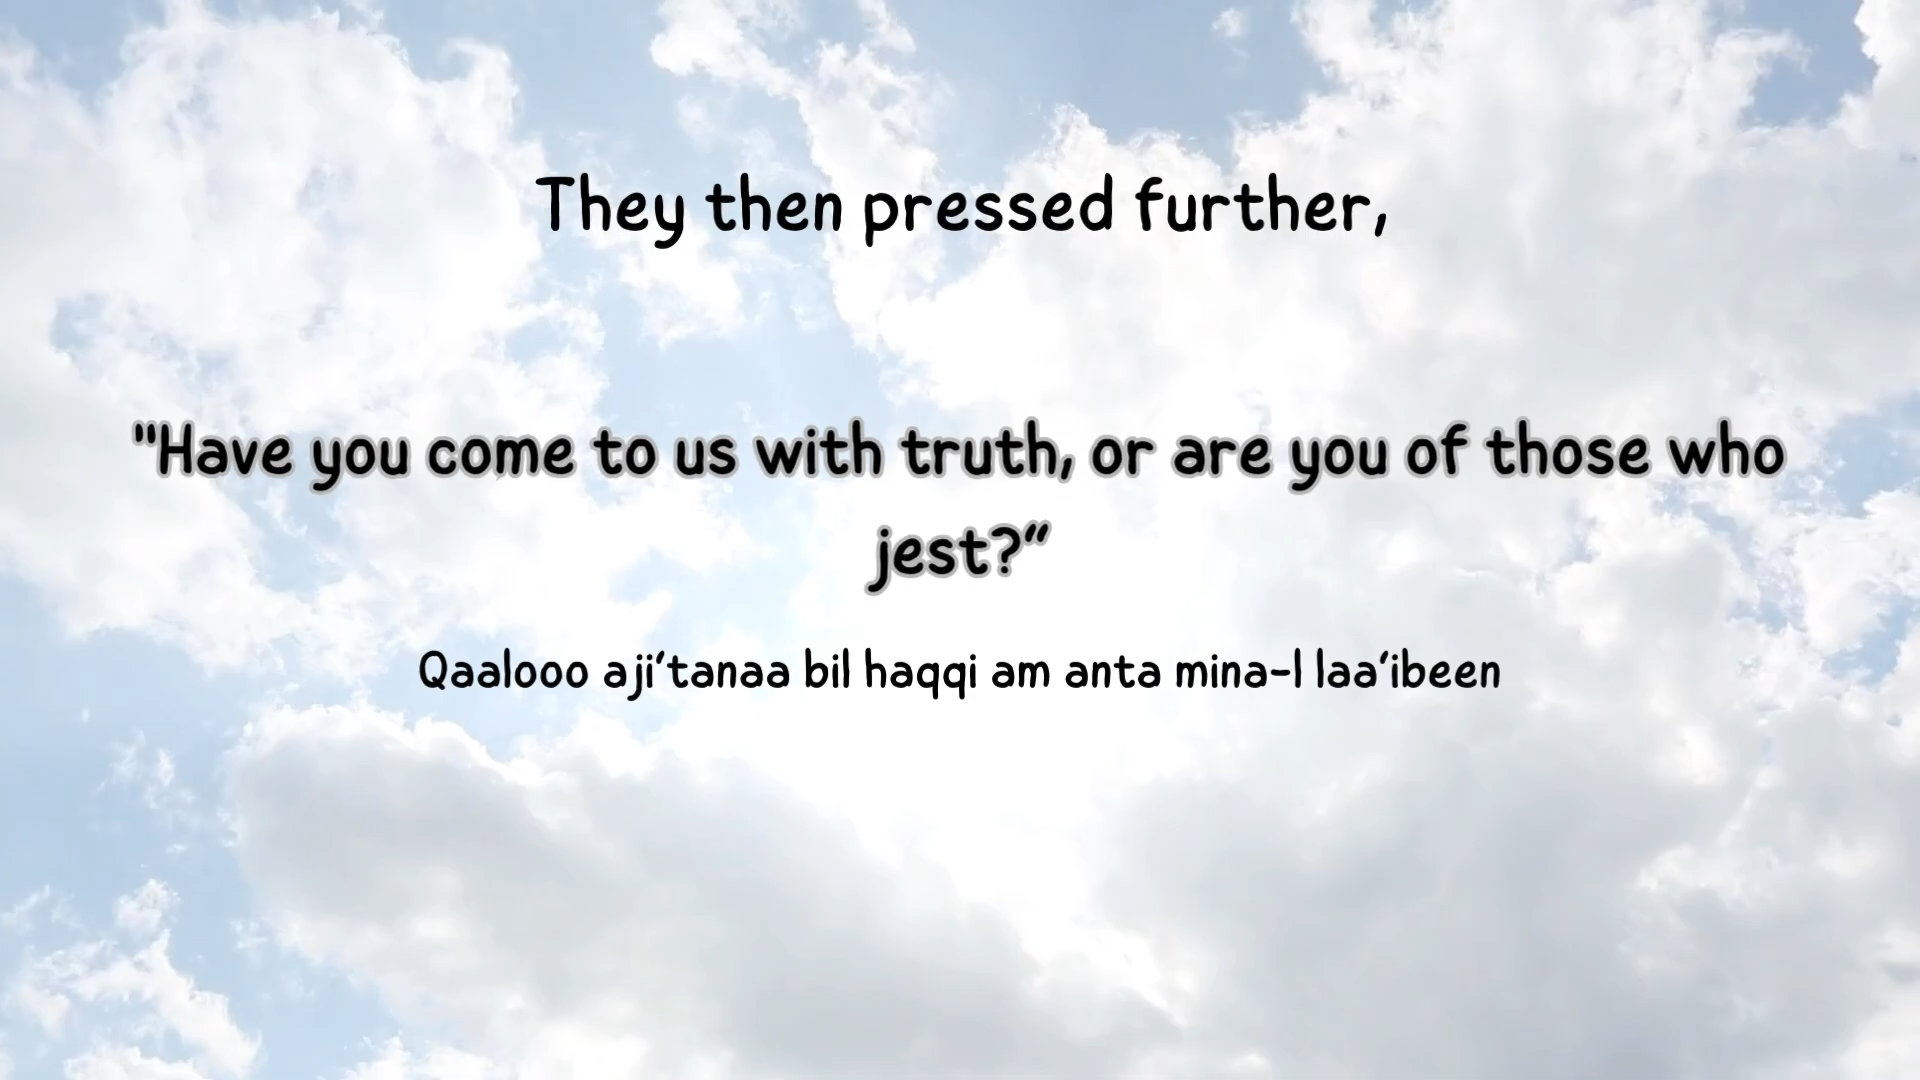 They then pressed further,
"Have you come to us with truth, or are you of those who
jest?“
Qaalooo aji’tanaa bil haqqi am anta mina-l laa’ibeen